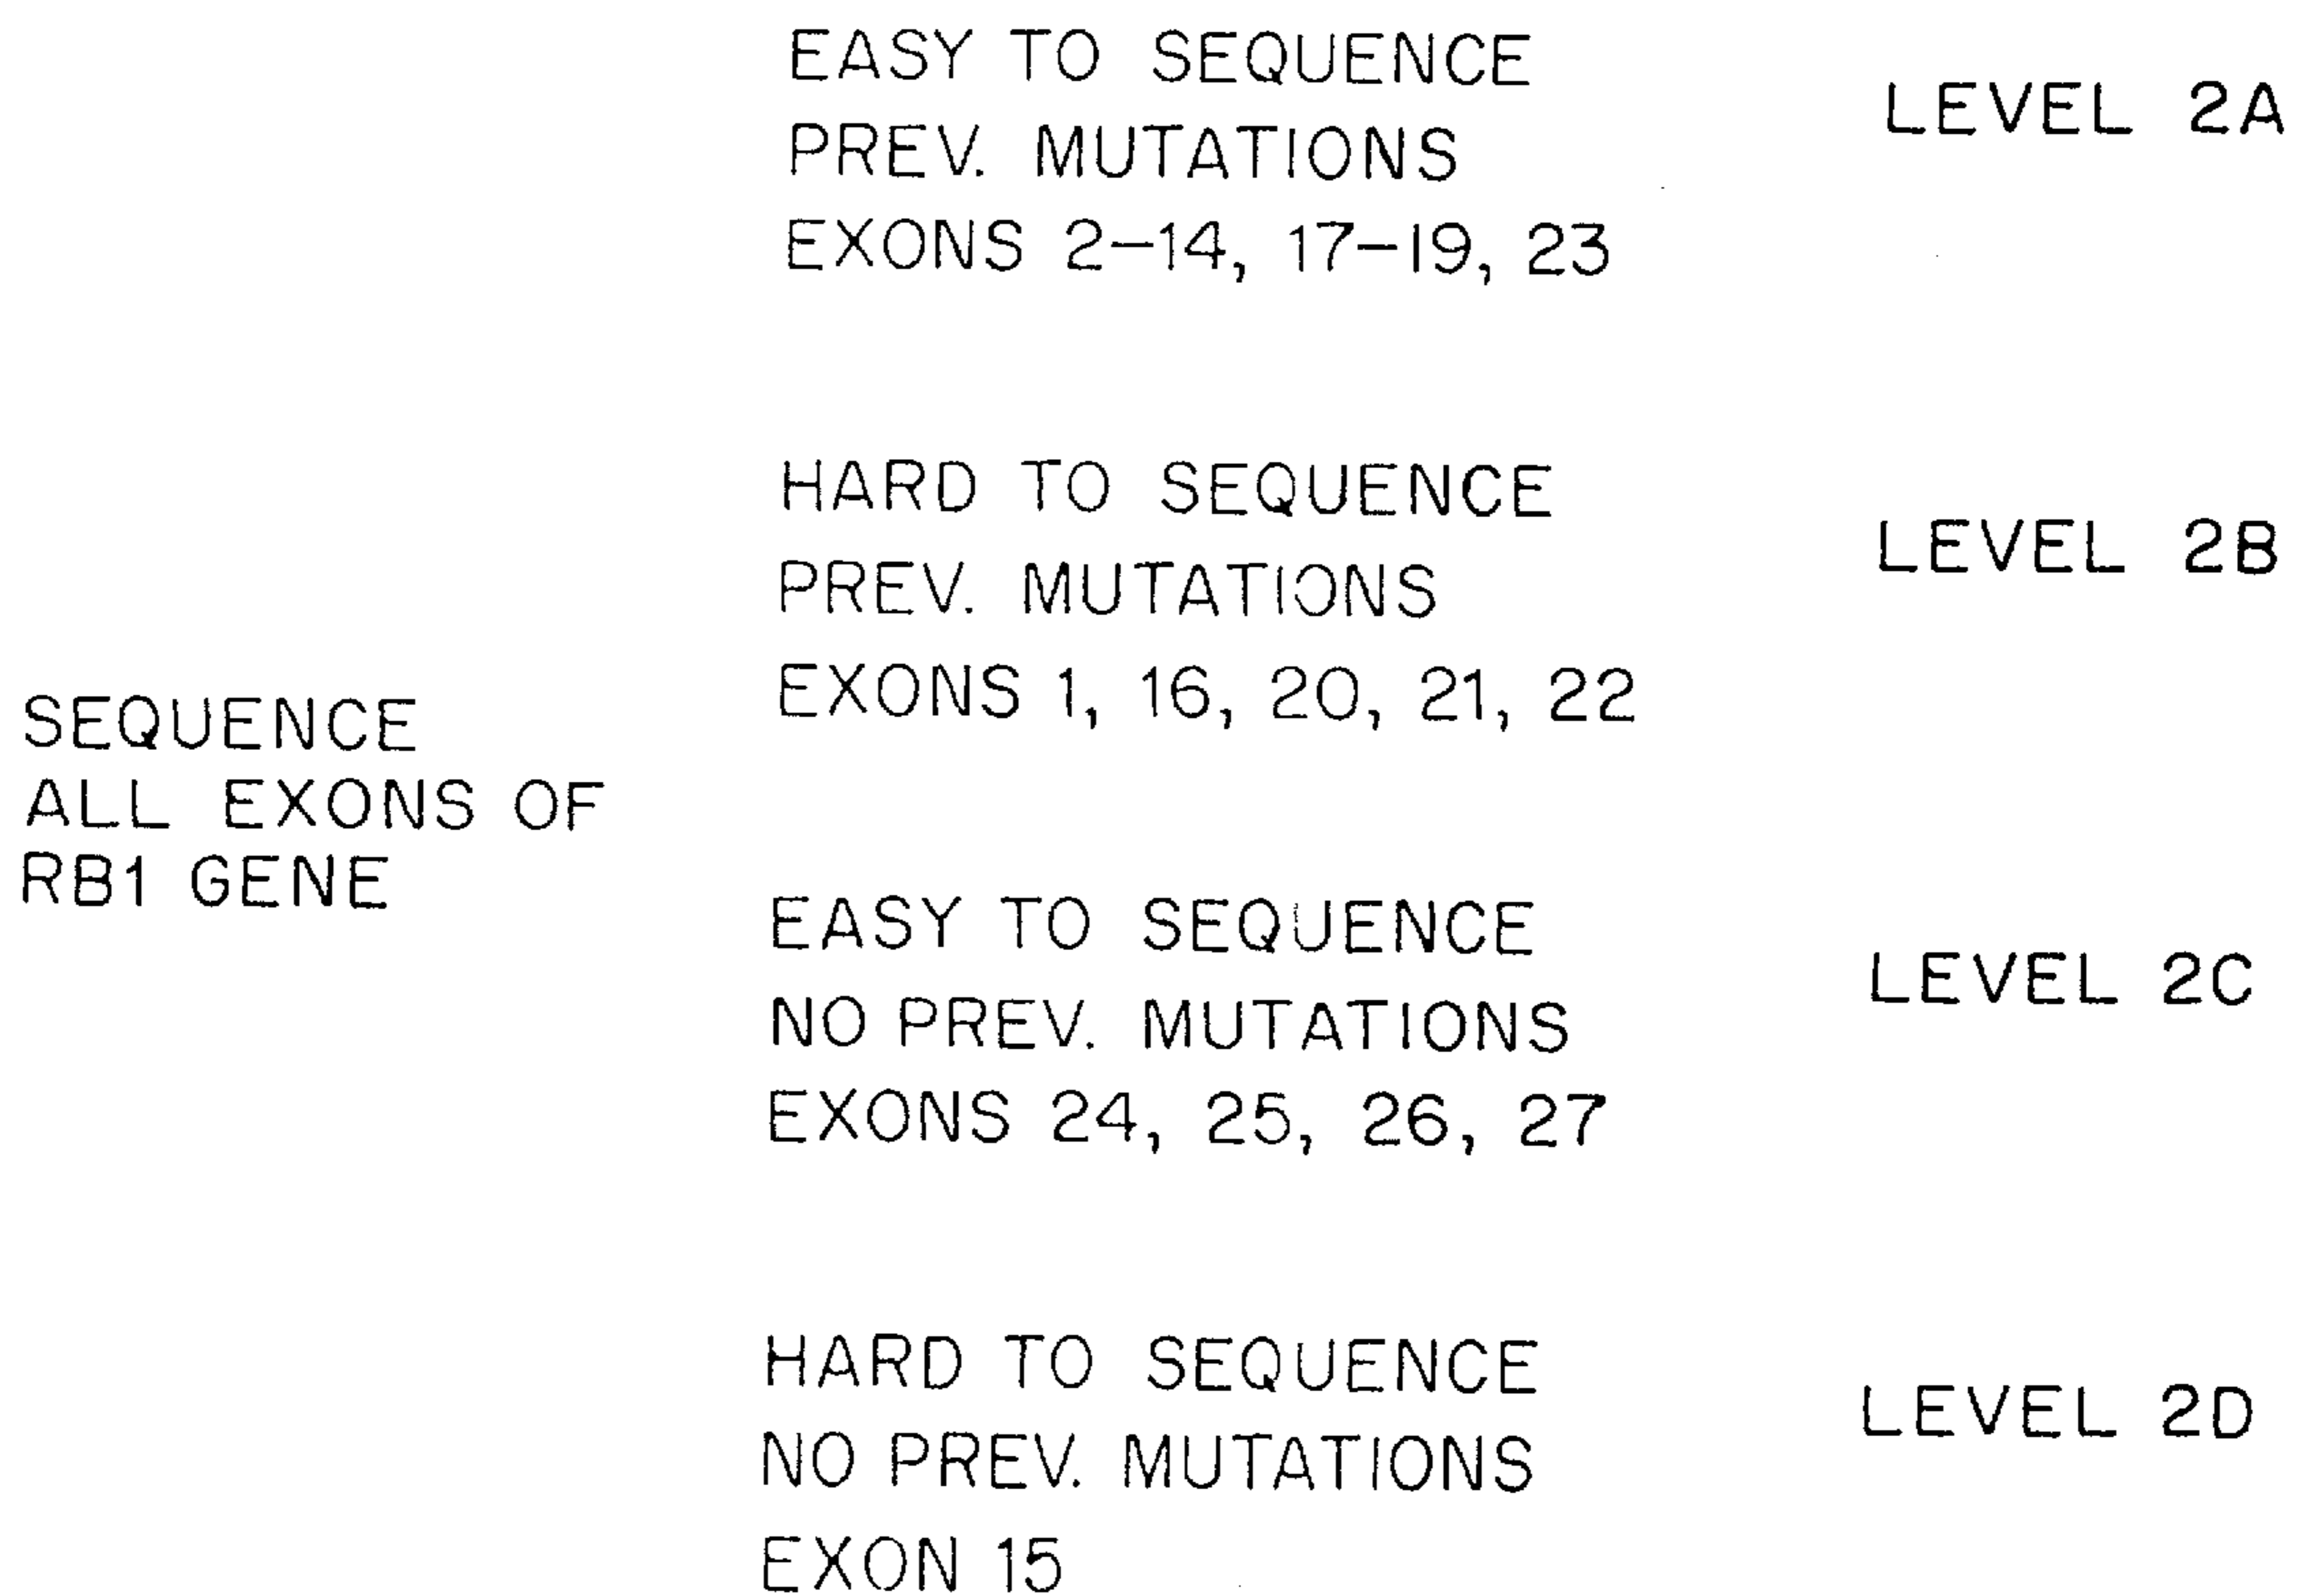 EASY TO SEQUENCE
PREV. MUTATIONS
EXONS 2-14, 17-19, 23
LEVEL 2A
HARD TO SEQUENCE
PREV. MUTATIONS
EXONS 1, 16, 20, 21, 22
LEVEL 2B
SEQUENCE
ALL EXONS OF
RB1 GENE
EASY TO SEQUENCE
NO PREV. MUTATIONS
EXONS 24, 25, 26, 27
LEVEL 2C
HARD TO SEQUENCE
NO PREV. MUTATIONS
EXON 15
LEVEL 2D